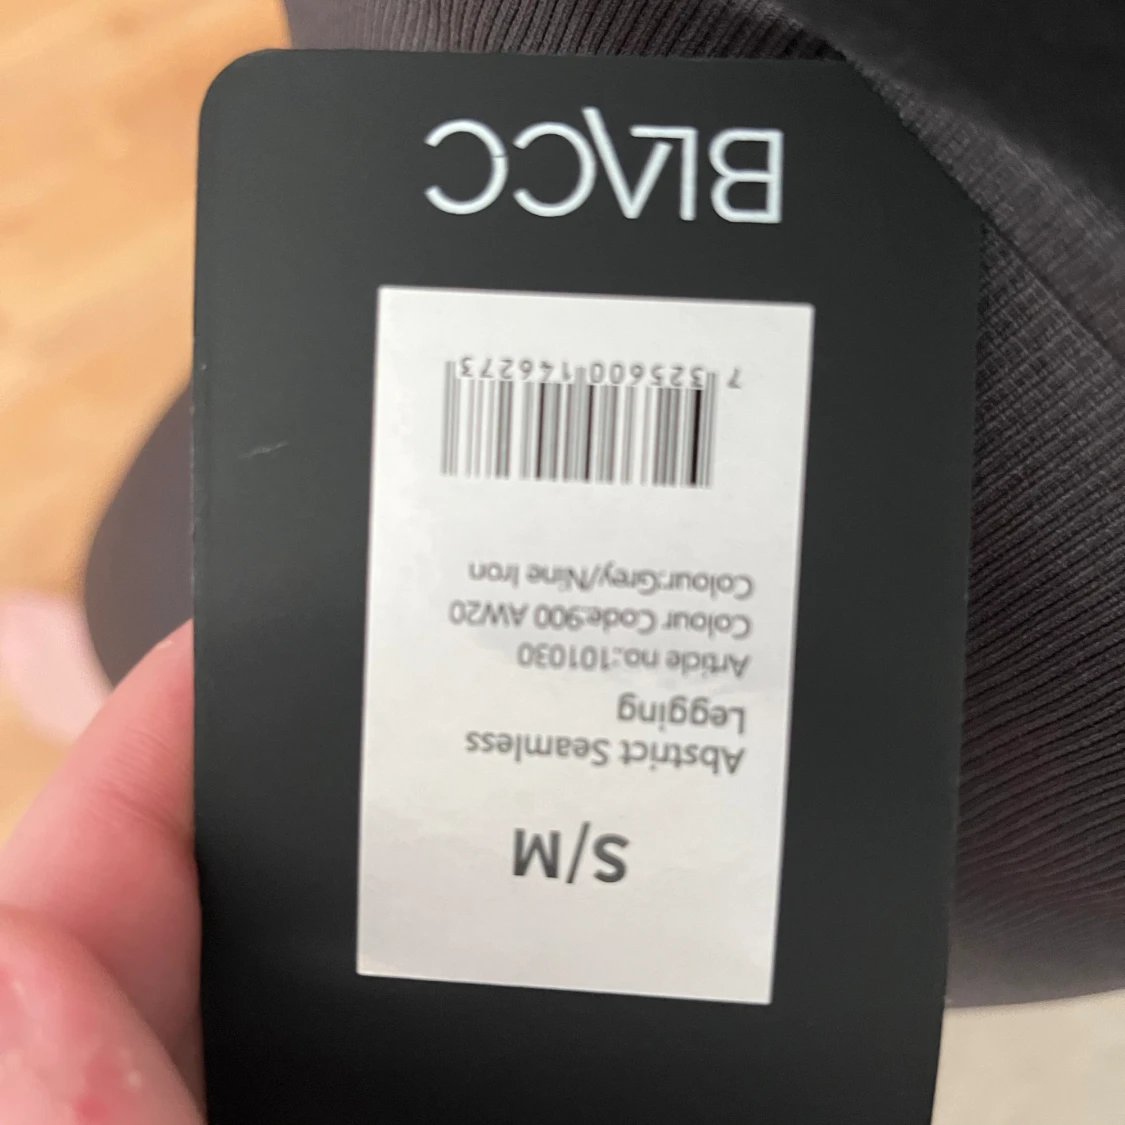 BLACC
7 325600 146273
Colour:Grey/Nine Iron
Colour Code:900 AW20
Article no.:101030
Abstrict Seamless
Legging
S/M